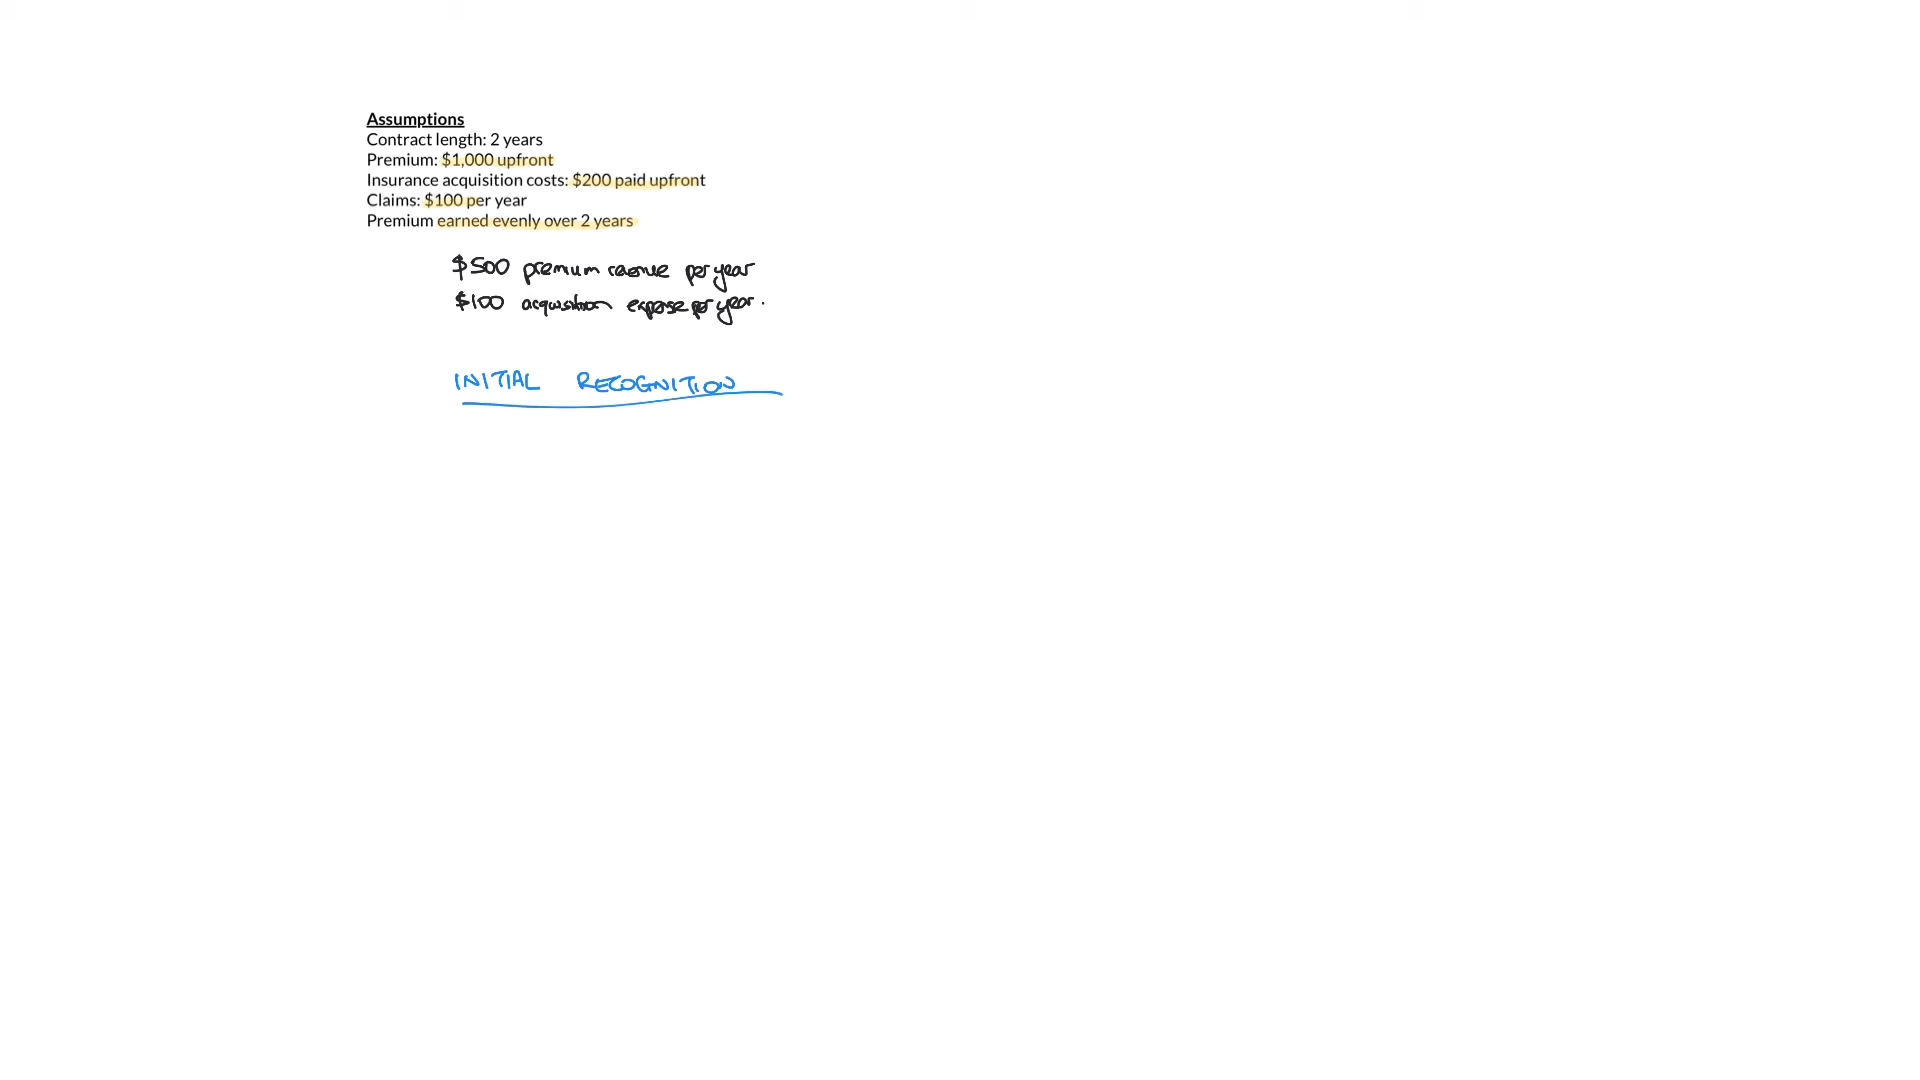 Assumptions
Contract length: 2 years
Premium: $1,000 upfront
Insurance acquisition costs: $200 paid upfront
Claims: $100 per year
Premium earned evenly over 2 years
$500 premium revenue per year
$100 acquisition expense per year.
INITIAL RECOGNITION